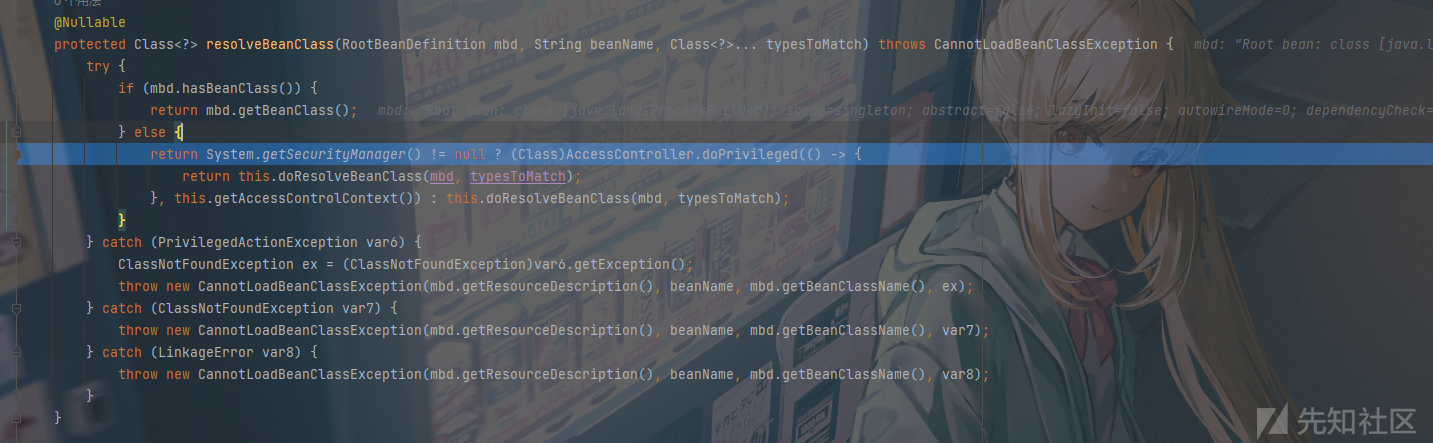 @Nullable
protected Class<?> resolveBeanClass(RootBeanDefinition mbd, String beanName, Class<?>... typesToMatch) throws CannotLoadBeanClassException { mbd: "Root bean: class [java.l
try {
if (mbd.hasBeanClass()) {
return mbd.getBeanClass(); mbd: "Root bean: class [java.lang.ProcessBuilder]; scope=singleton; abstract=false; lazyInit=false; autowireMode=0; dependencyCheck=
} else {
return System.getSecurityManager() != null ? (Class)AccessController.doPrivileged(() -> {
return this.doResolveBeanClass(mbd, typesToMatch);
}, this.getAccessControlContext()) : this.doResolveBeanClass(mbd, typesToMatch);
}
} catch (PrivilegedActionException var6) {
ClassNotFoundException ex = (ClassNotFoundException)var6.getException();
throw new CannotLoadBeanClassException(mbd.getResourceDescription(), beanName, mbd.getBeanClassName(), ex);
} catch (ClassNotFoundException var7) {
throw new CannotLoadBeanClassException(mbd.getResourceDescription(), beanName, mbd.getBeanClassName(), var7);
} catch (LinkageError var8) {
throw new CannotLoadBeanClassException(mbd.getResourceDescription(), beanName, mbd.getBeanClassName(), var8);
}
}
先知社区